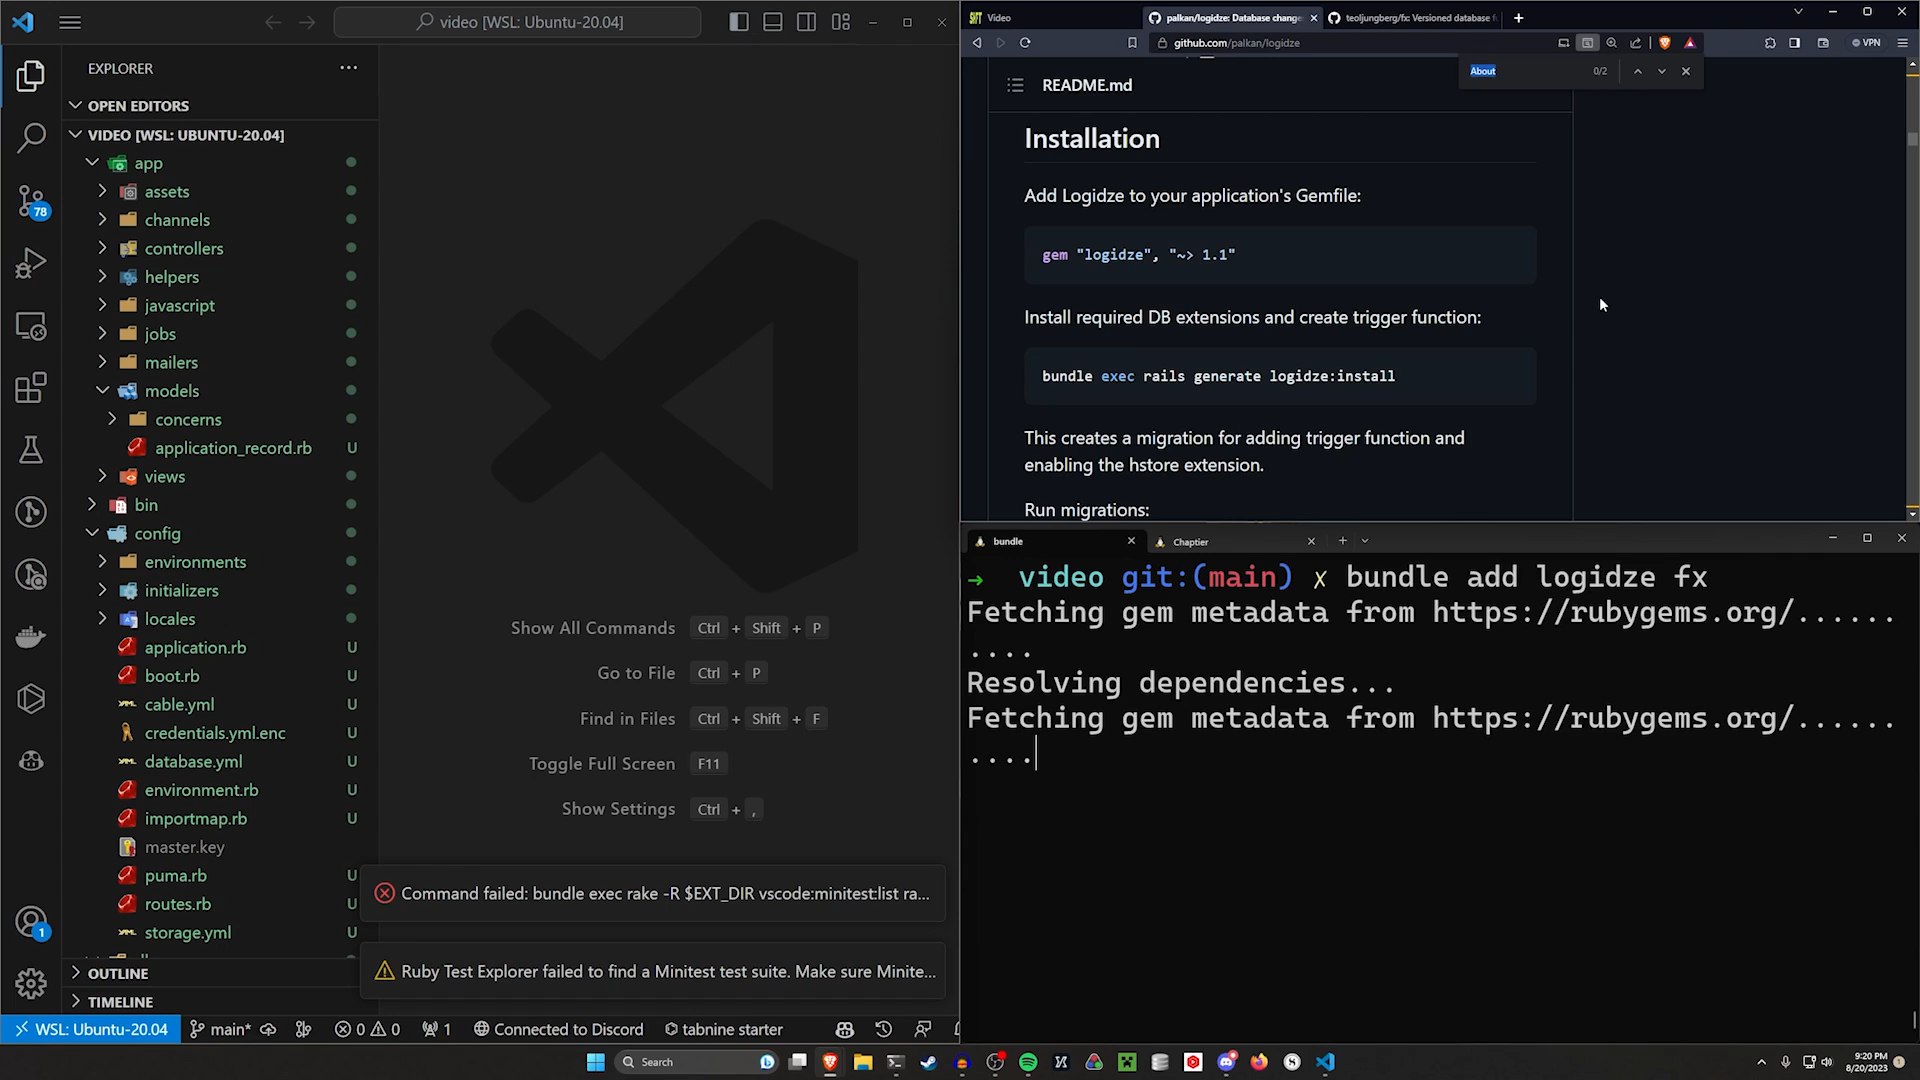 video [WSL: Ubuntu-20.04]
EXPLORER
OPEN EDITORS
VIDEO [WSL: UBUNTU-20.04]
app
assets
channels
controllers
helpers
javascript
jobs
mailers
models
concerns
application_record.rb U
views
bin
config
environments
initializers
locales
application.rb U
boot.rb U
cable.yml U
credentials.yml.enc U
database.yml U
environment.rb U
importmap.rb U
master.key
puma.rb U
routes.rb U
storage.yml U
OUTLINE
TIMELINE
78
1
Show All Commands Ctrl + Shift + P
Go to File Ctrl + P
Find in Files Ctrl + Shift + F
Toggle Full Screen F11
Show Settings Ctrl + ,
Command failed: bundle exec rake -R $EXT_DIR vscode:minitest:list ra...
Ruby Test Explorer failed to find a Minitest test suite. Make sure Minite...
WSL: Ubuntu-20.04 main* 0 0 1 Connected to Discord tabnine starter
Video
palkan/logidze: Database change
teoljungberg/fx: Versioned database f
github.com/palkan/logidze
VPN
About 0/2
README.md
Installation
Add Logidze to your application's Gemfile:
gem "logidze", "~> 1.1"
Install required DB extensions and create trigger function:
bundle exec rails generate logidze:install
This creates a migration for adding trigger function and
enabling the hstore extension.
Run migrations:
bundle
Chaptier
→ video git:(main) ✗ bundle add logidze fx
Fetching gem metadata from https://rubygems.org/......
....
Resolving dependencies...
Fetching gem metadata from https://rubygems.org/......
....
Search
9:20 PM
8/20/2023